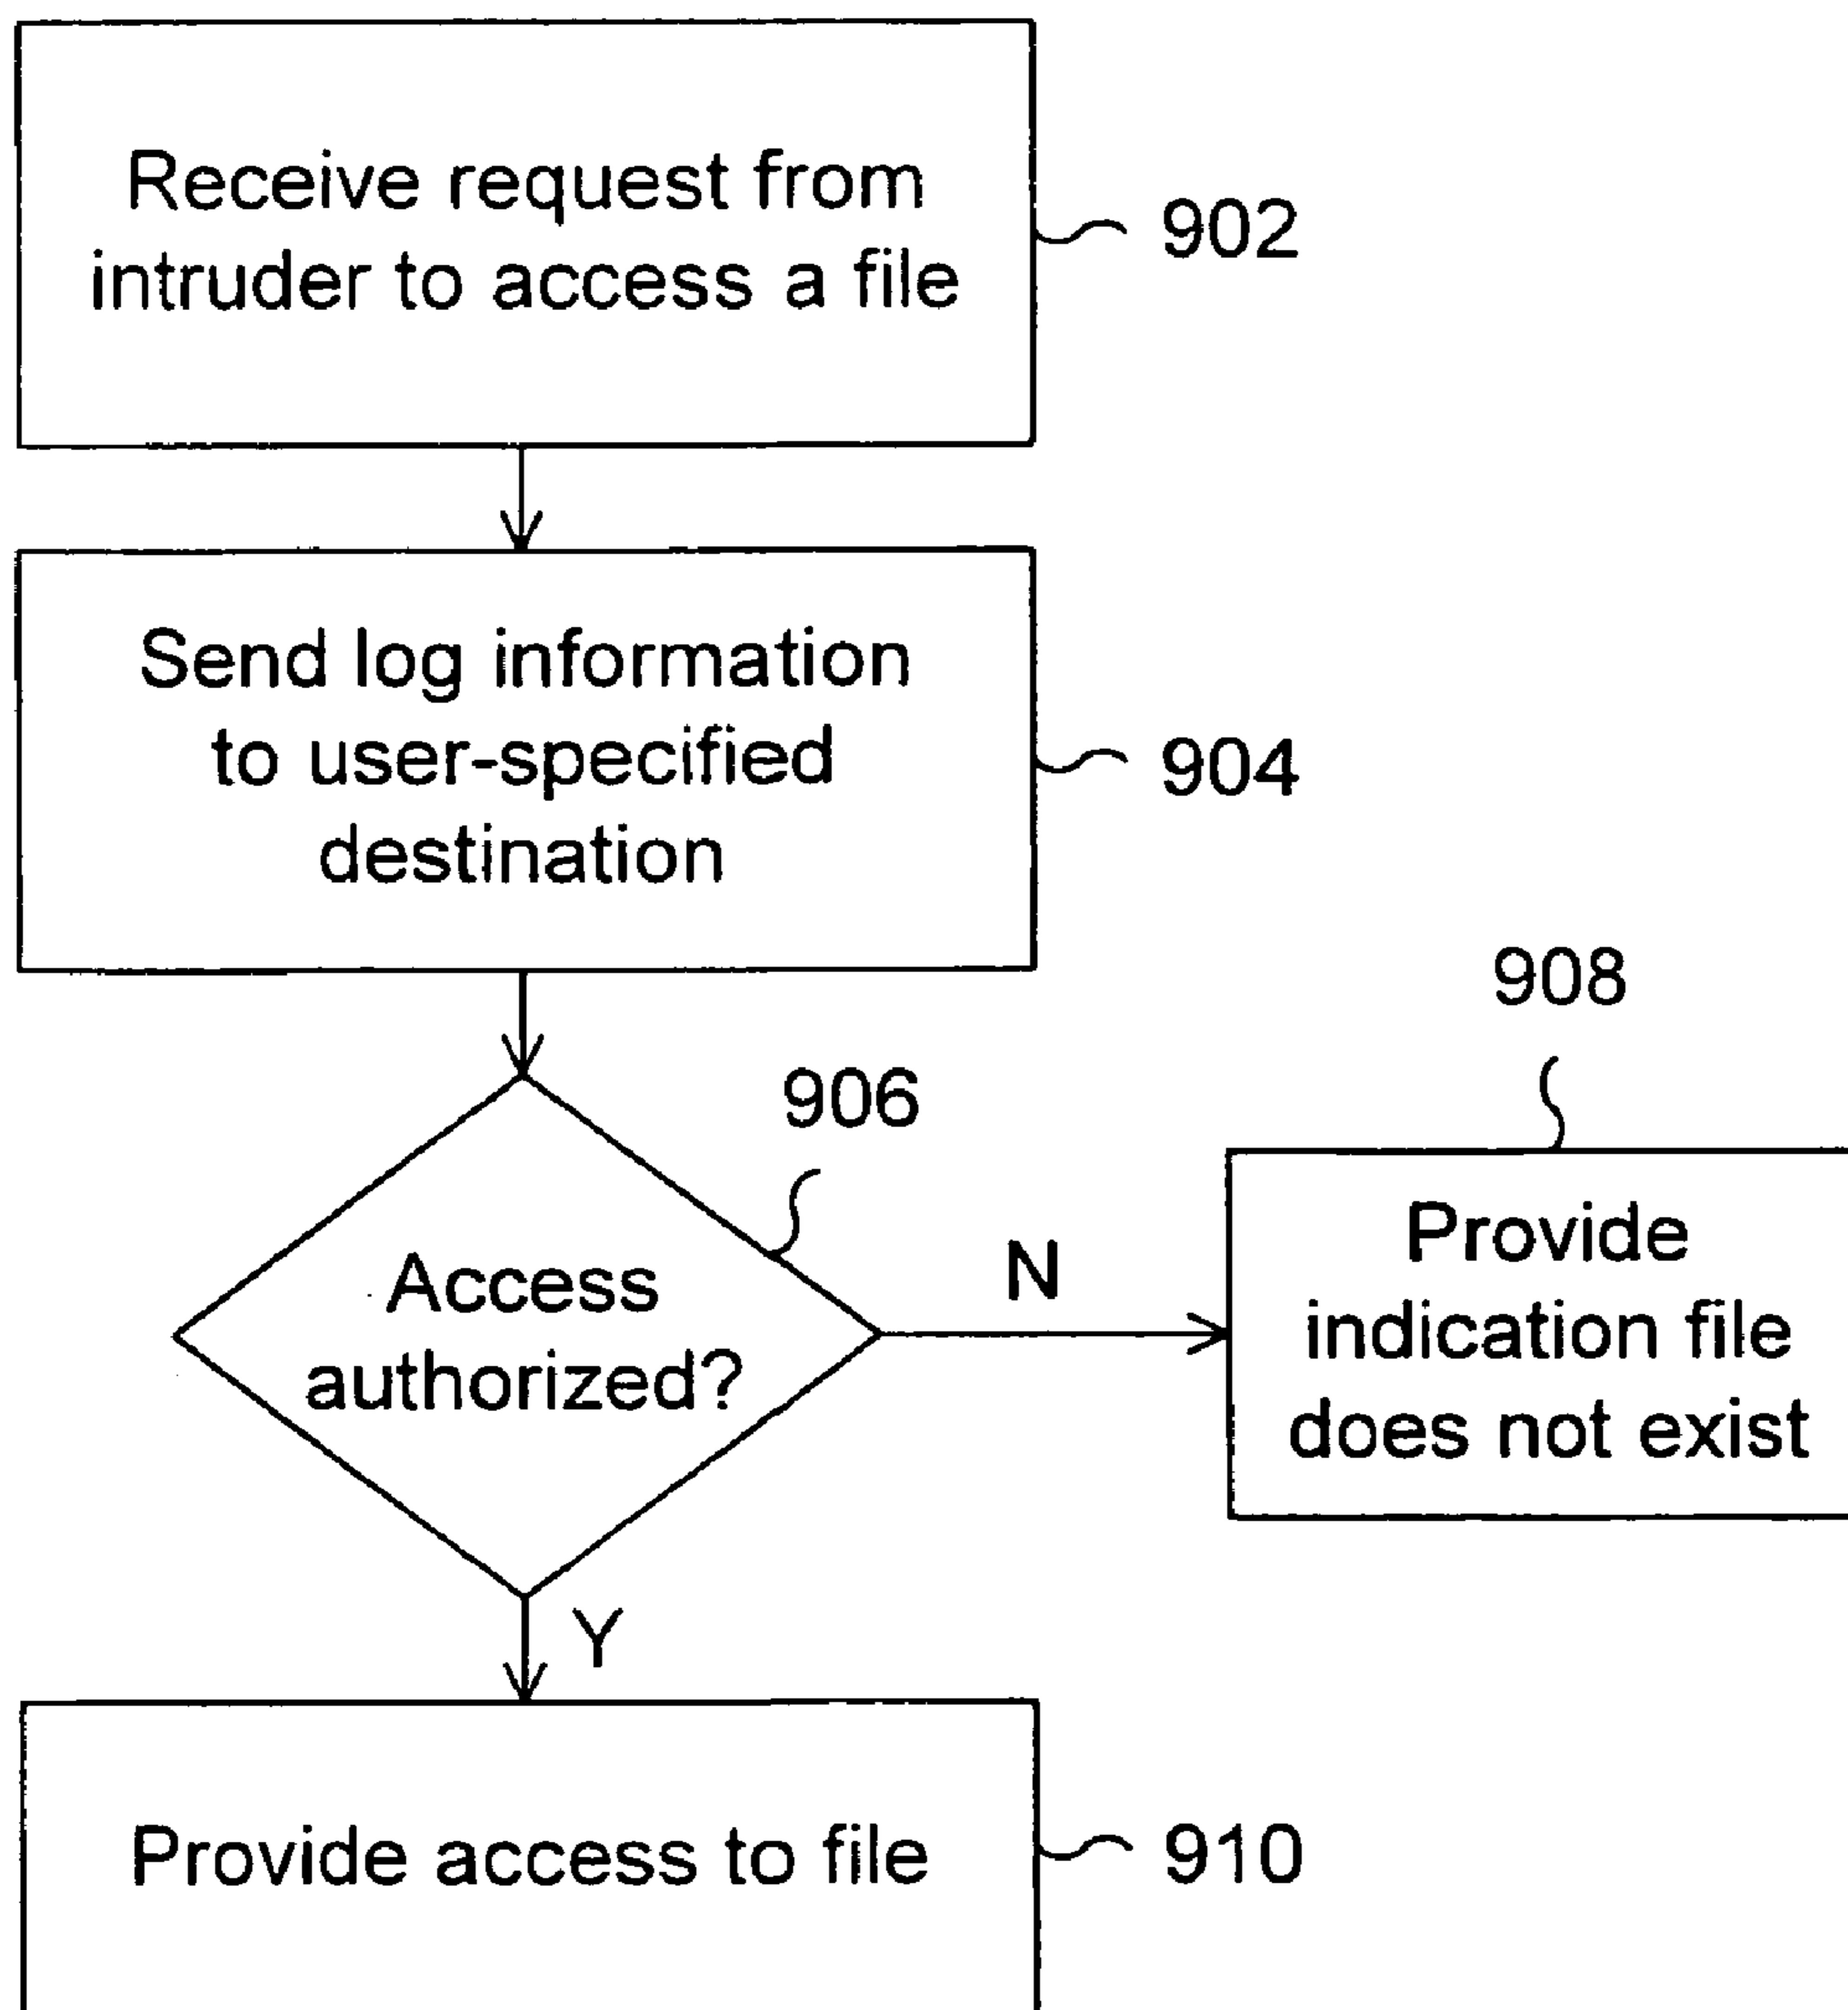 Receive request from
intruder to access a file
902
Send log information
to user-specified
destination
904
906
Access
authorized?
N
908
Provide
indication file
does not exist
Y
Provide access to file
910